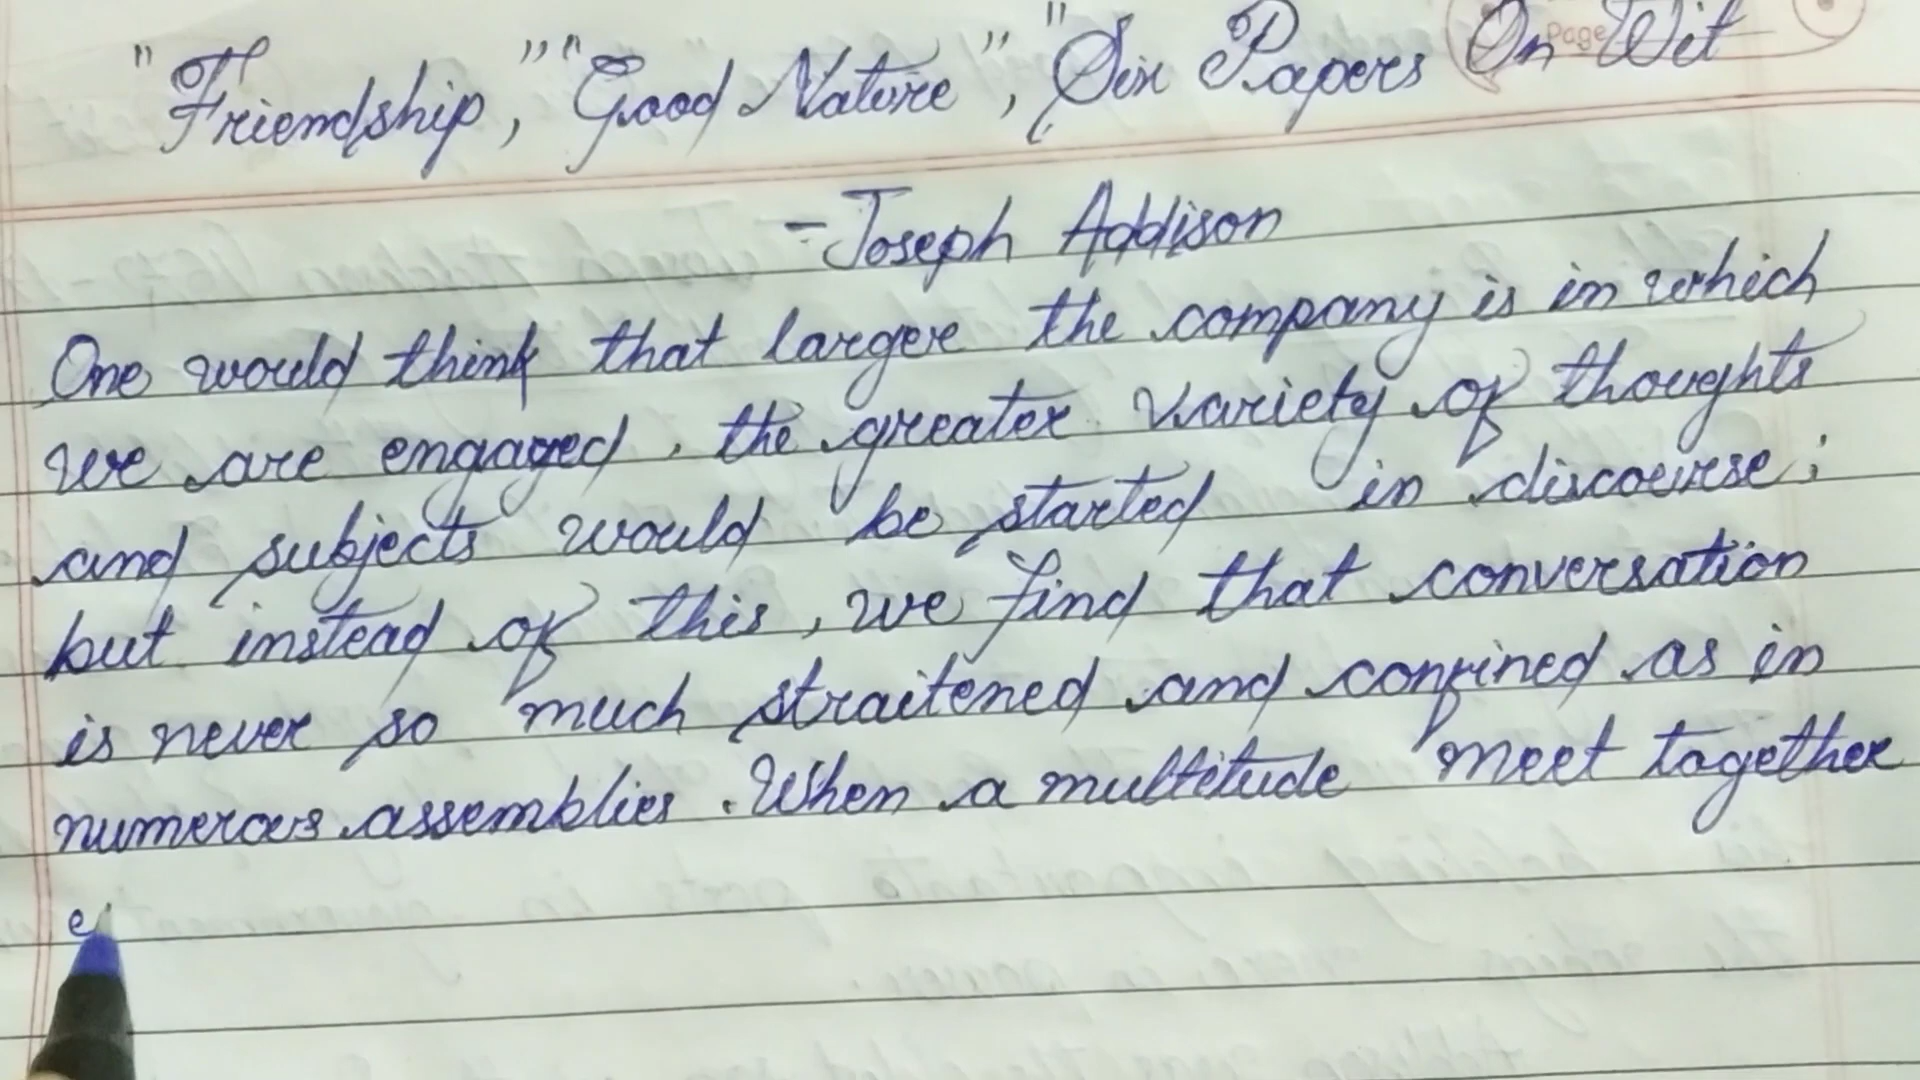 "Friendship," "Good Nature", "Six Papers On Wit
Page
- Joseph Addison
One would think that larger the company is in which
we are engaged, the greater variety of thoughts
and subjects would be started in discourse;
but instead of this, we find that conversation
is never so much straitened and confined as in
numerous assemblies. When a multitude meet together
e